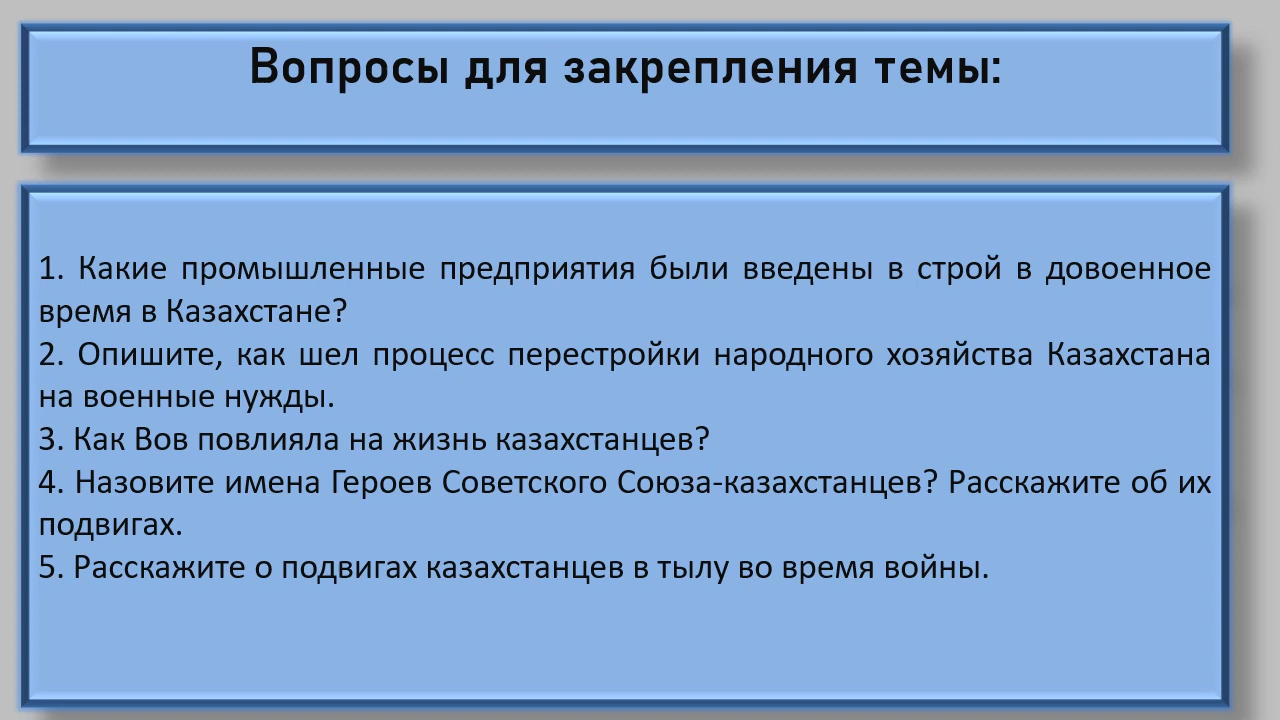 Вопросы для закрепления темы:
1. Какие промышленные предприятия были введены в строй в довоенное
время в Казахстане?
2. Опишите, как шел процесс перестройки народного хозяйства Казахстана
на военные нужды.
3. Как Вов повлияла на жизнь казахстанцев?
4. Назовите имена Героев Советского Союза-казахстанцев? Расскажите об их
подвигах.
5. Расскажите о подвигах казахстанцев в тылу во время войны.